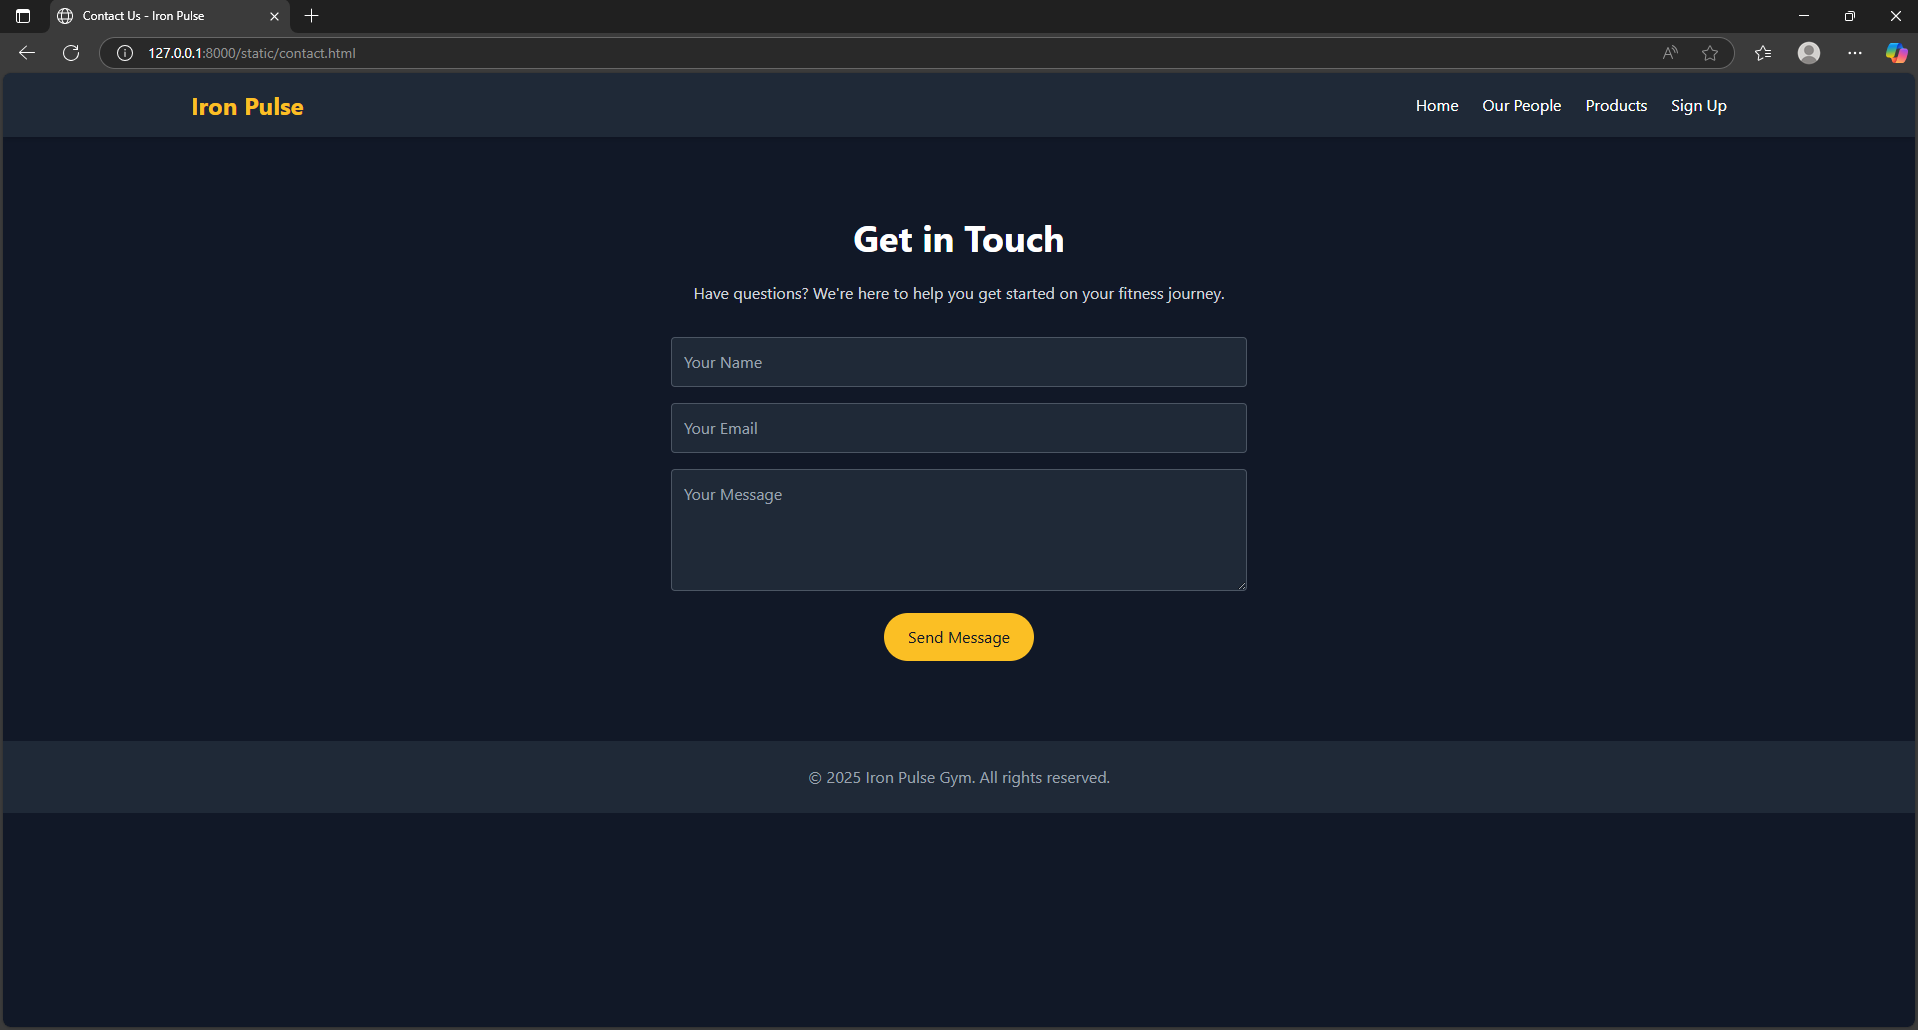 Contact Us - Iron Pulse
127.0.0.1:8000/static/contact.html
Iron Pulse
Home Our People Products Sign Up
Get in Touch
Have questions? We're here to help you get started on your fitness journey.
Your Name
Your Email
Your Message
Send Message
© 2025 Iron Pulse Gym. All rights reserved.